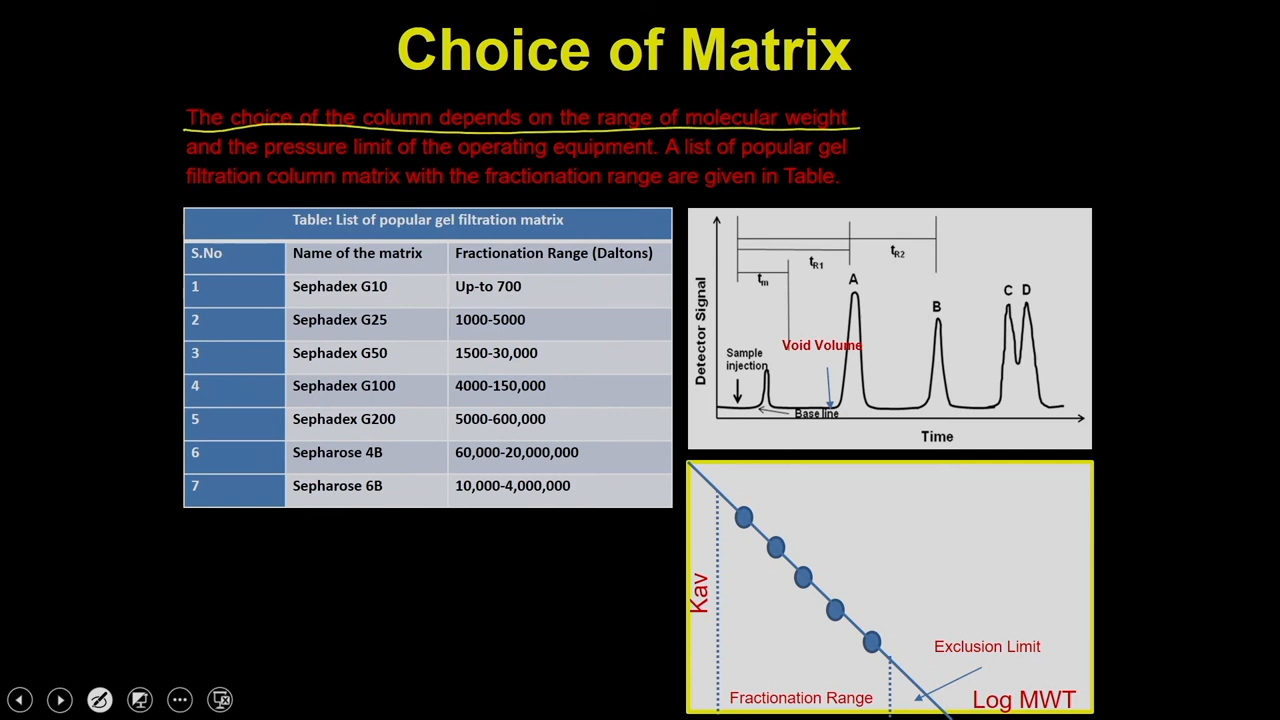 Choice of Matrix
The choice of the column depends on the range of molecular weight
and the pressure limit of the operating equipment. A list of popular gel
filtration column matrix with the fractionation range are given in Table.
Table: List of popular gel filtration matrix
S.No Name of the matrix Fractionation Range (Daltons)
1 Sephadex G10 Up-to 700
2 Sephadex G25 1000-5000
3 Sephadex G50 1500-30,000
4 Sephadex G100 4000-150,000
5 Sephadex G200 5000-600,000
6 Sepharose 4B 60,000-20,000,000
7 Sepharose 6B 10,000-4,000,000
Detector Signal
tR1
tR2
tm
A
B
C D
Void Volume
Sample
injection
Base line
Time
Kav
Exclusion Limit
Fractionation Range
Log MWT